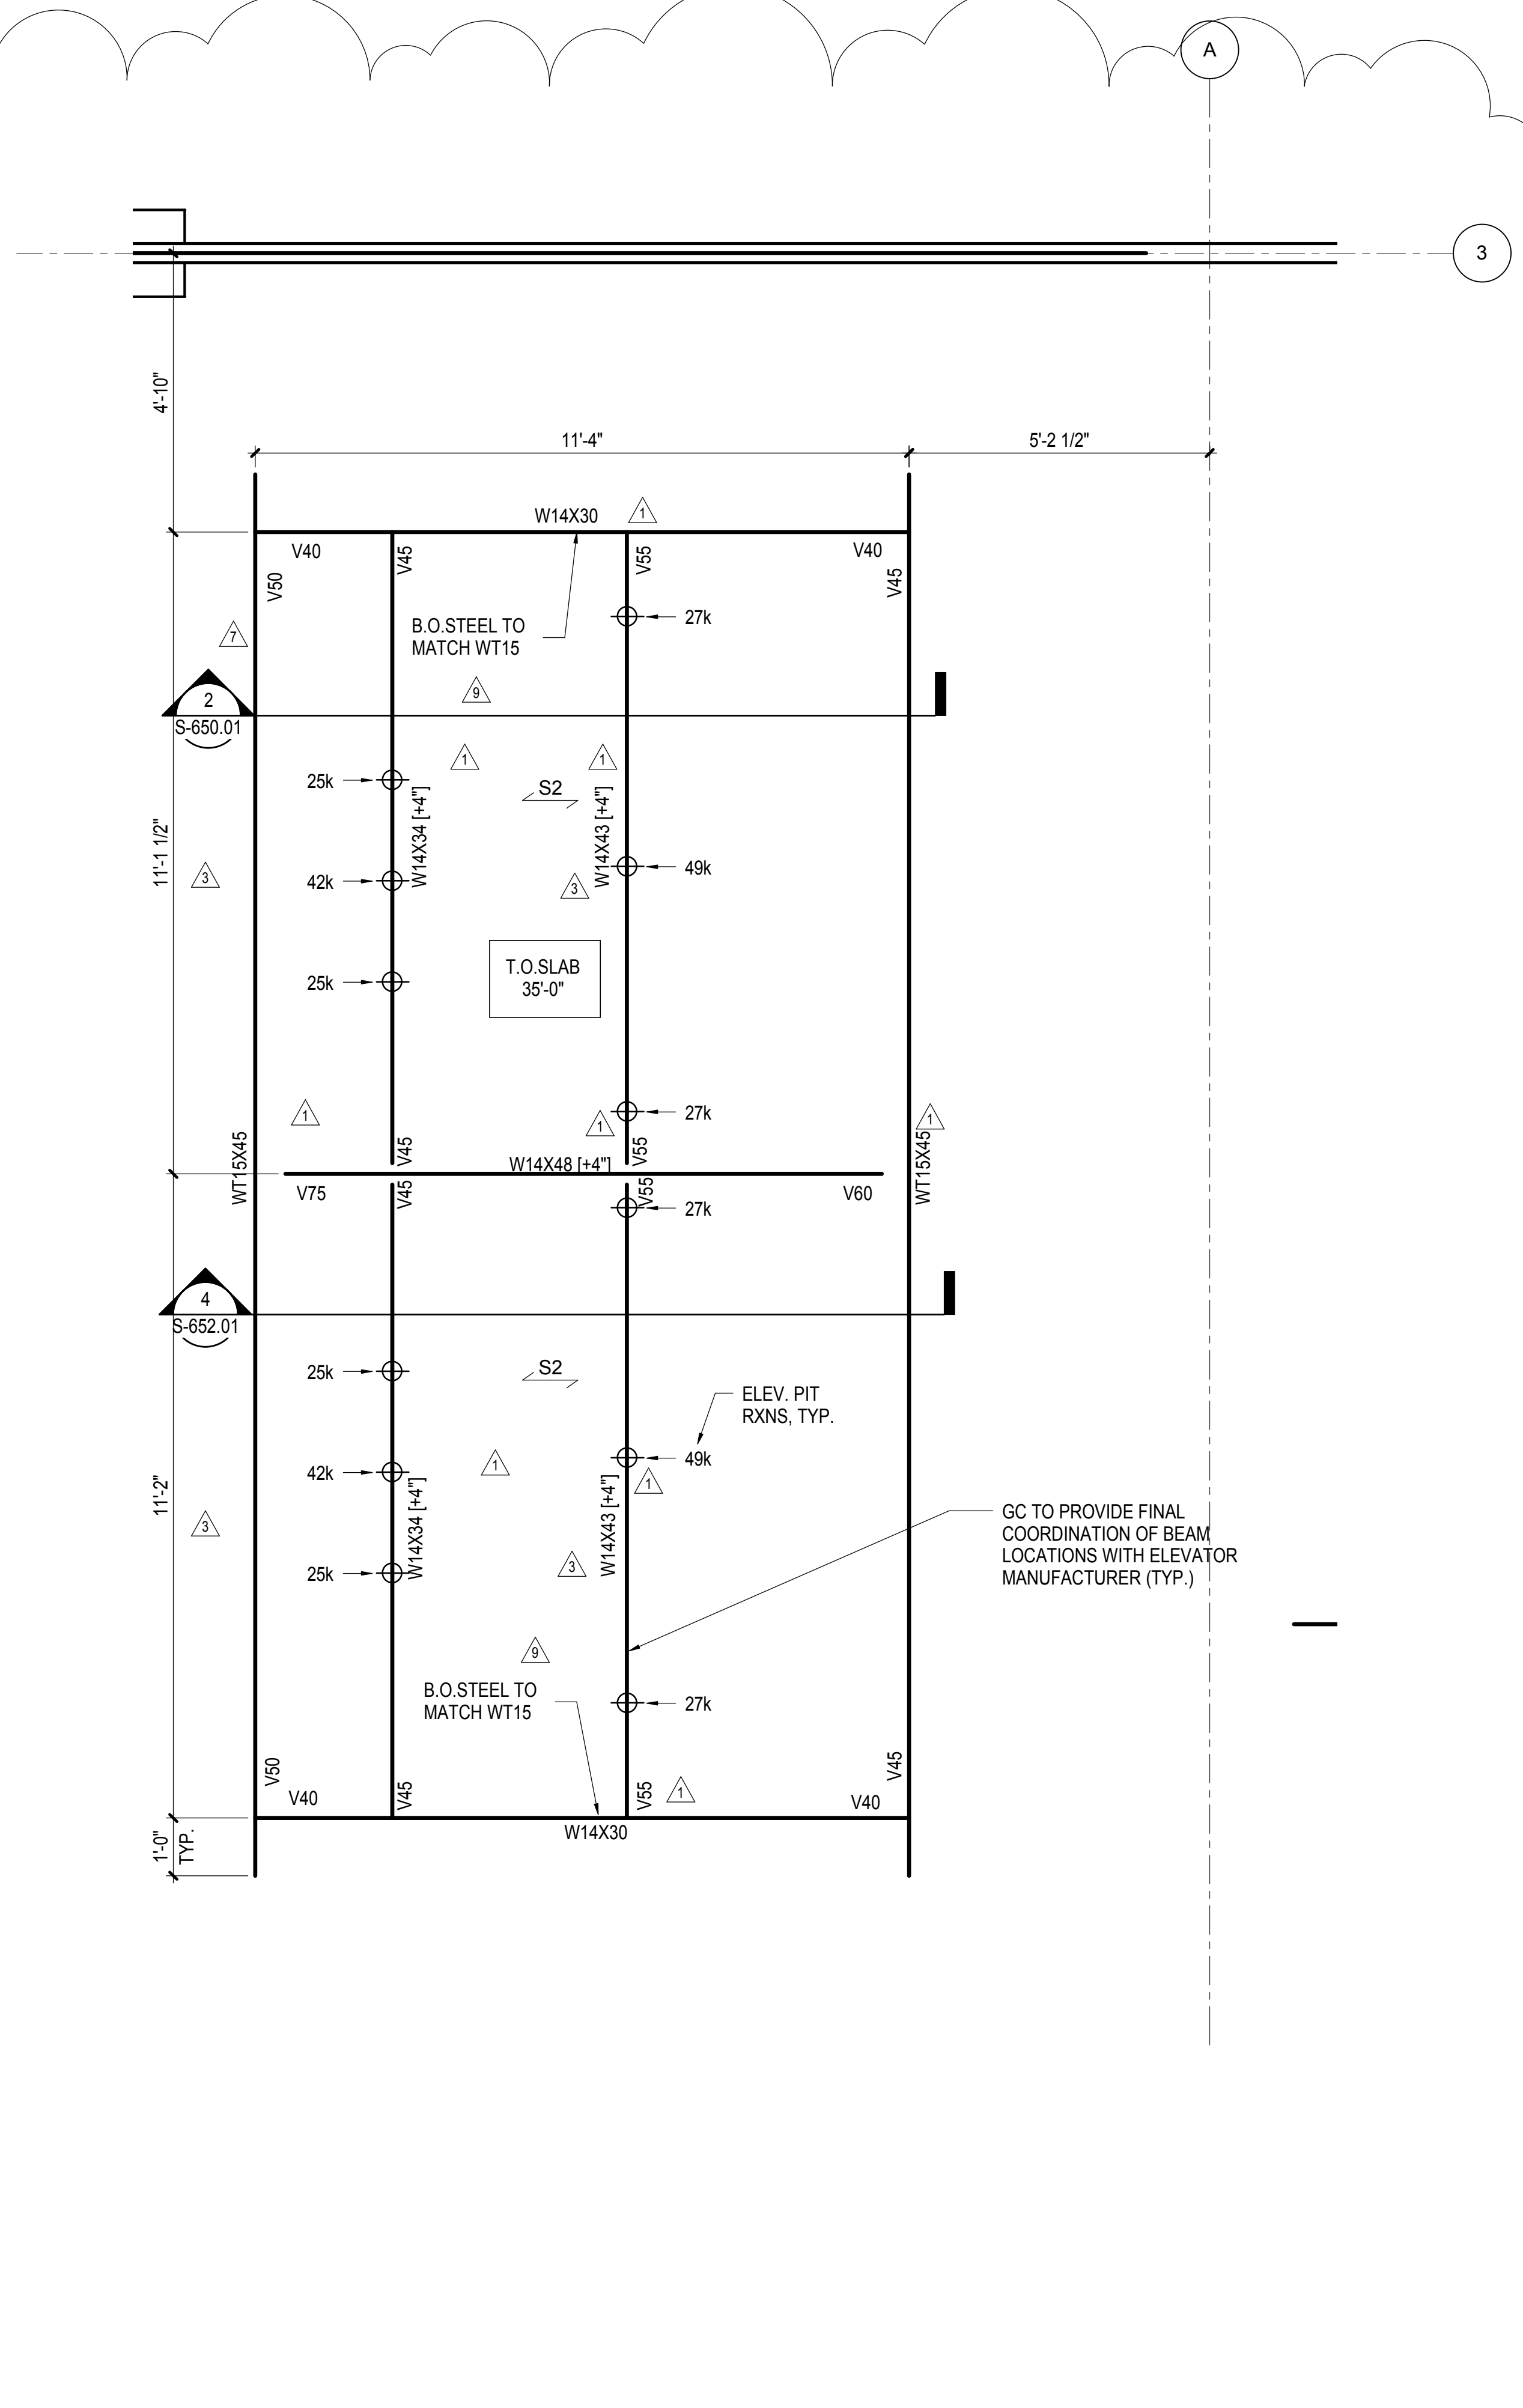 A
3
4'-10"
11'-4"
5'-2 1/2"
W14X30
1
V40
V45
V55
V40
V50
V45
B.O.STEEL TO
MATCH WT15
27k
7
9
2
S-650.01
1
1
25k
S2
W14X34 [+4"]
W14X43 [+4"]
11'-1 1/2"
3
42k
3
49k
T.O.SLAB
35'-0"
25k
1
1
27k
1
WT15X45
V45
W14X48 [+4"]
V55
WT15X45
V75
V45
V55
V60
27k
4
S-652.01
25k
S2
ELEV. PIT
RXNS, TYP.
1
49k
42k
1
11'-2"
3
W14X34 [+4"]
W14X43 [+4"]
GC TO PROVIDE FINAL
COORDINATION OF BEAM
LOCATIONS WITH ELEVATOR
MANUFACTURER (TYP.)
25k
3
9
B.O.STEEL TO
MATCH WT15
27k
V50
V45
V40
V45
V55
1
V40
1'-0"
TYP.
W14X30